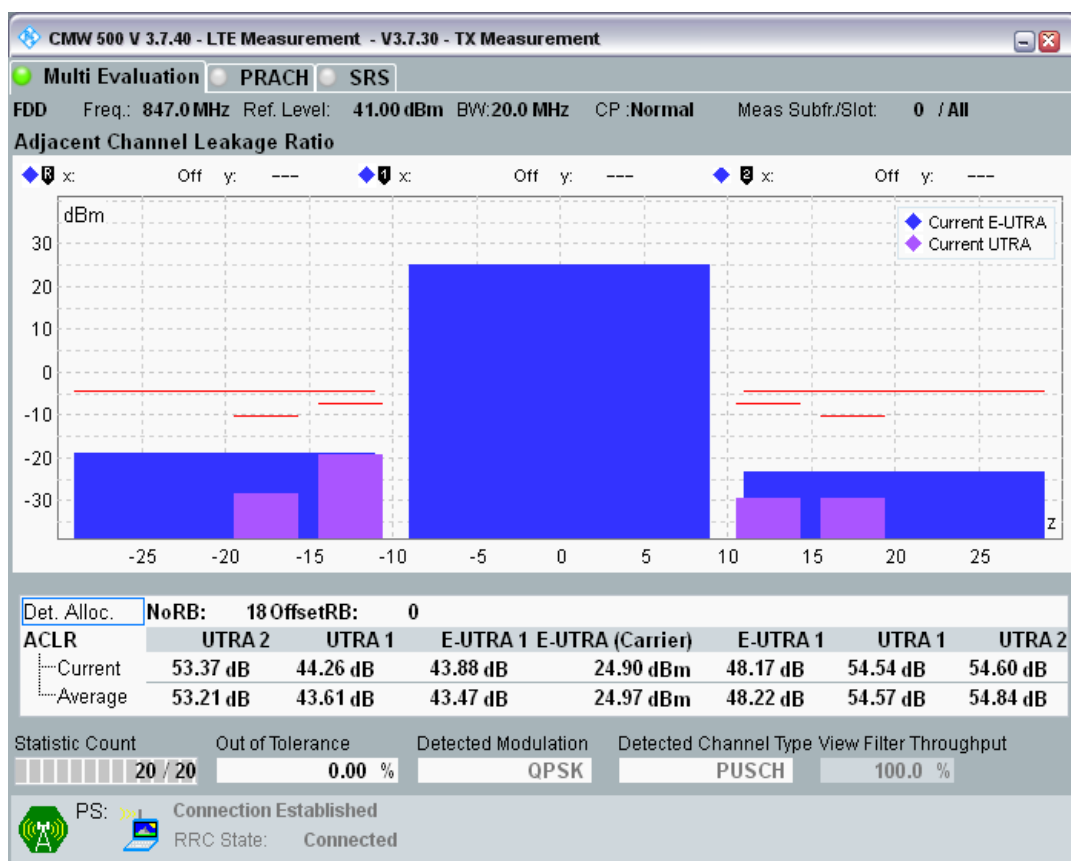 CMW 500 V 3.7.40 - LTE Measurement - V3.7.30 - TX Measurement
Multi Evaluation PRACH SRS
FDD Freq.: 847.0 MHz Ref. Level: 41.00 dBm BW:20.0 MHz CP :Normal Meas Subfr./Slot: 0 / All
Adjacent Channel Leakage Ratio
R x: Off y: --- 1 x: Off y: --- 2 x: Off y: ---
dBm
Current E-UTRA
Current UTRA
30
20
10
0
-10
-20
-30
z
-25 -20 -15 -10 -5 0 5 10 15 20 25
Det. Alloc. NoRB: 18 OffsetRB: 0
ACLR UTRA 2 UTRA 1 E-UTRA 1 E-UTRA (Carrier) E-UTRA 1 UTRA 1 UTRA 2
Current 53.37 dB 44.26 dB 43.88 dB 24.90 dBm 48.17 dB 54.54 dB 54.60 dB
Average 53.21 dB 43.61 dB 43.47 dB 24.97 dBm 48.22 dB 54.57 dB 54.84 dB
Statistic Count Out of Tolerance Detected Modulation Detected Channel Type View Filter Throughput
20 / 20 0.00 % QPSK PUSCH 100.0 %
PS: Connection Established
RRC State: Connected